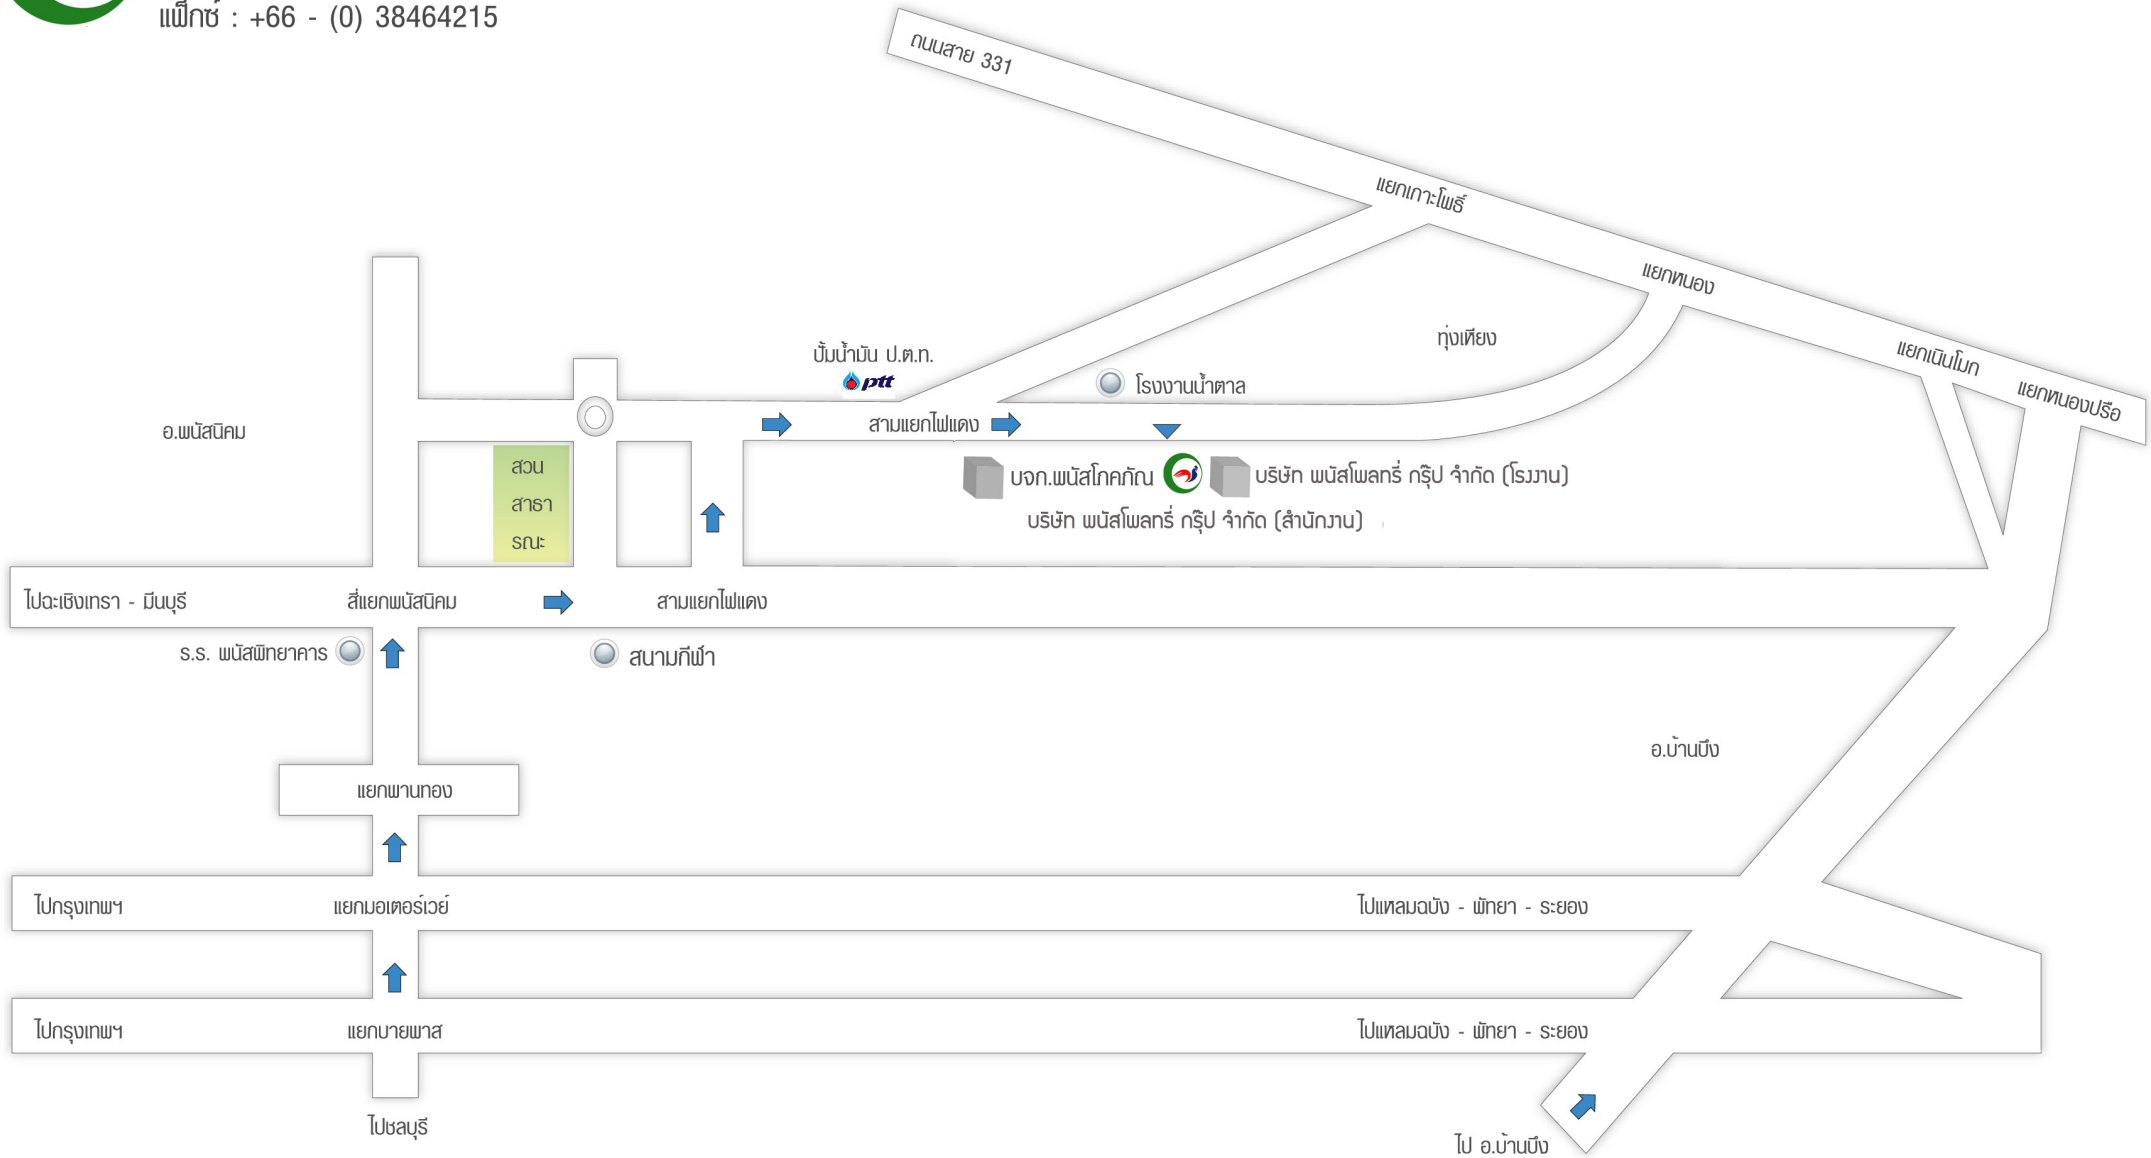 แฟ็กซ์ : +66 - (0) 38464215
ถนนสาย 331
แยกเกาะโพธิ์
แยกหนอง
ทุ่งเหียง
แยกเนินโมก
แยกหนองปรือ
ปั้มน้ำมัน ป.ต.ท.
ptt
โรงงานน้ำตาล
อ.พนัสนิคม
สามแยกไฟแดง
สวน
สาธา
รณะ
บจก.พนัสโภคภัณ
บริษัท พนัสโพลทรี่ กรุ๊ป จำกัด (โรงงาน)
บริษัท พนัสโพลทรี่ กรุ๊ป จำกัด (สำนักงาน)
ไปฉะเชิงเทรา - มีนบุรี
สี่แยกพนัสนิคม
สามแยกไฟแดง
ร.ร. พนัสพิทยาคาร
สนามกีฬา
อ.บ้านบึง
แยกพานทอง
ไปกรุงเทพฯ
แยกมอเตอร์เวย์
ไปแหลมฉบัง - พัทยา - ระยอง
ไปกรุงเทพฯ
แยกบายพาส
ไปแหลมฉบัง - พัทยา - ระยอง
ไปชลบุรี
ไป อ.บ้านบึง